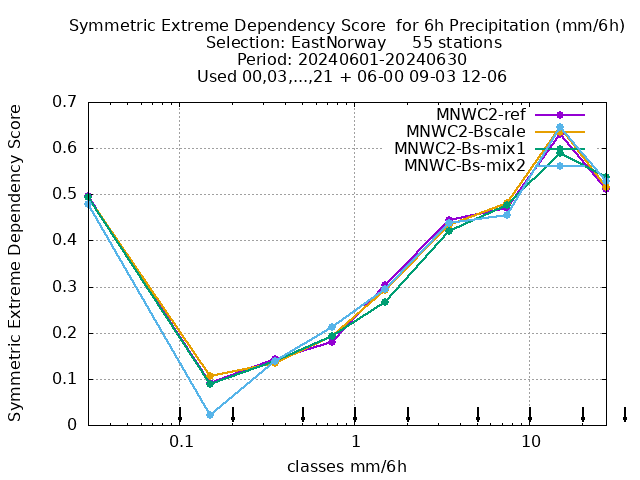 Symmetric Extreme Dependency Score  for 6h Precipitation (mm/6h)
Selection: EastNorway     55 stations
Period: 20240601-20240630
Used 00,03,...,21 + 06-00 09-03 12-06
MNWC2-ref
MNWC2-Bscale
MNWC2-Bs-mix1
MNWC-Bs-mix2
Symmetric Extreme Dependency Score
0.7
0.6
0.5
0.4
0.3
0.2
0.1
0
0.1 1 10
classes mm/6h